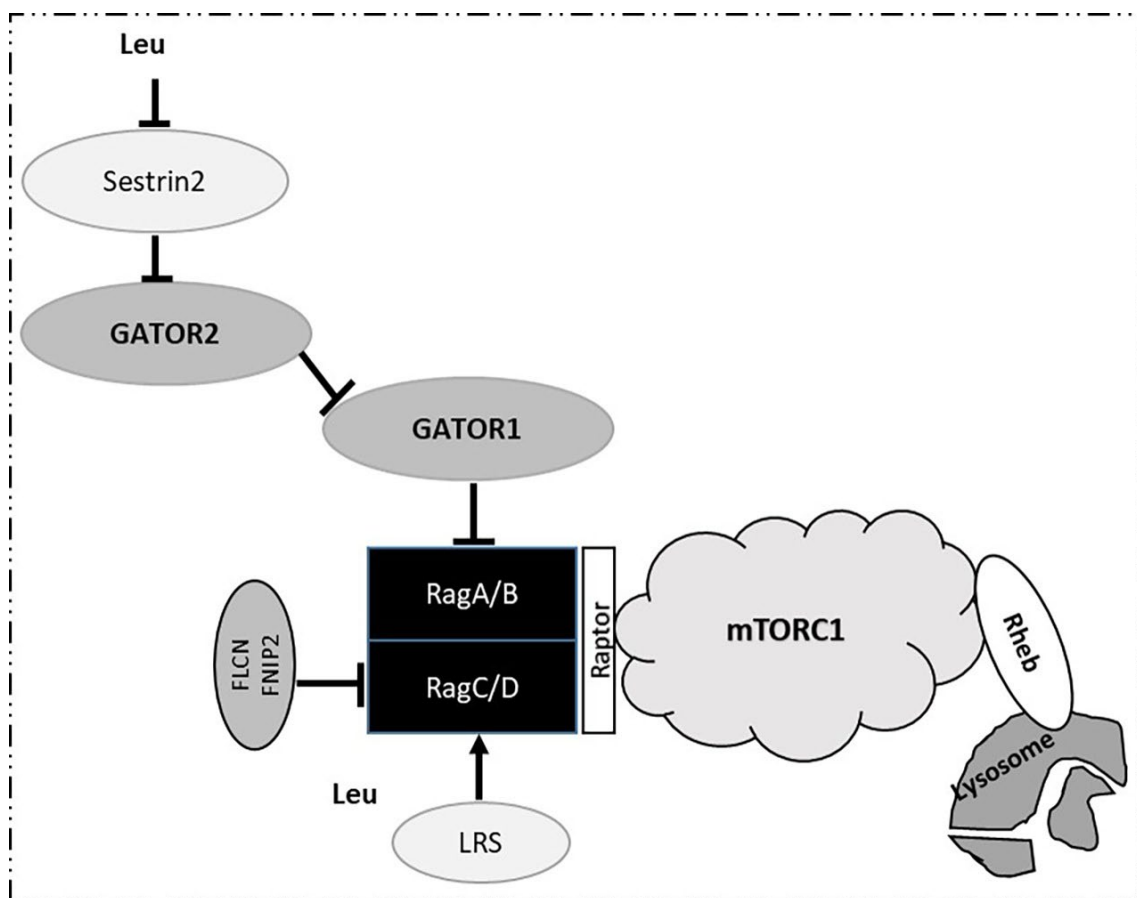 Leu
Sestrin2
GATOR2
GATOR1
RagA/B
RagC/D
Raptor
mTORC1
Rheb
Lysosome
FLCN
FNIP2
Leu
LRS